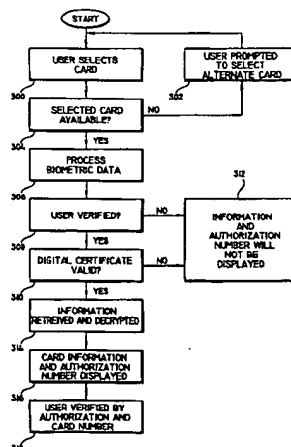 START
USER SELECTS
CARD
300
USER PROMPTED
TO SELECT
ALTERNATE CARD
302
SELECTED CARD
AVAILABLE?
NO
304
YES
PROCESS
BIOMETRIC DATA
306
312
USER VERIFIED?
NO
308
YES
INFORMATION
AND
AUTHORIZATION
NUMBER WILL
NOT BE
DISPLAYED
DIGITAL CERTIFICATE
VALID?
NO
310
YES
INFORMATION
RETREIVED AND DECRYPTED
314
CARD INFORMATION
AND AUTHORIZATION
NUMBER DISPLAYED
316
USER VERIFIED BY
AUTHORIZATION AND
CARD NUMBER